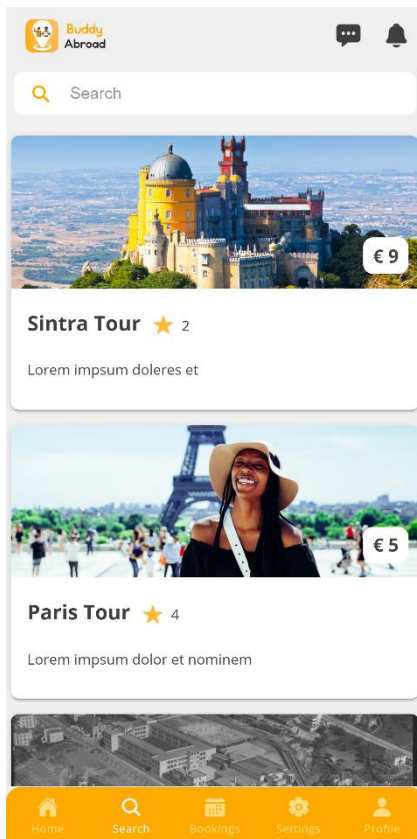 Buddy
Abroad
Search
€ 9
Sintra Tour 2
Lorem impsum doleres et
€ 5
Paris Tour 4
Lorem impsum dolor et nominem
Home Search Bookings Settings Profile